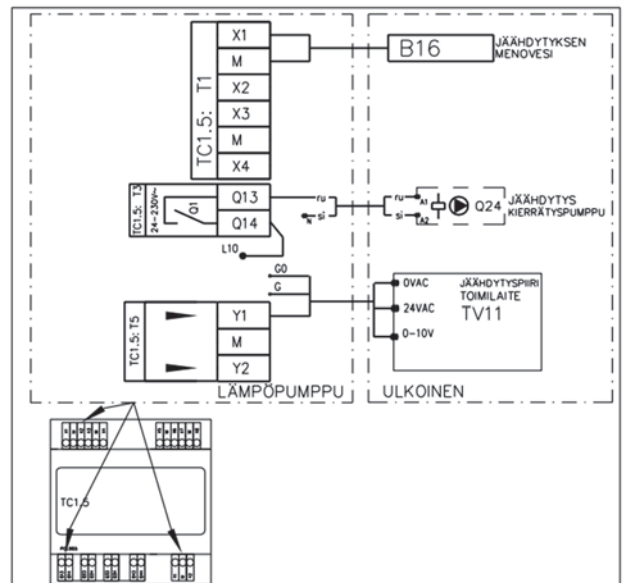 X1
M
X2
X3
M
X4
TC1.5: T1
B16
JÄÄHDYTYKSEN
MENOVESI
TC1.5: T3
24-230V~
Q1
Q13
Q14
ru
si
N
L10
ru
si
A1
A2
Q24
JÄÄHDYTYS
KIERRÄTYSPUMPPU
G0
G
TC1.5: T5
Y1
M
Y2
0VAC
24VAC
0-10V
JÄÄHDYTYSPIIRI
TOIMILAITE
TV11
LÄMPÖPUMPPU
ULKOINEN
TC1.5